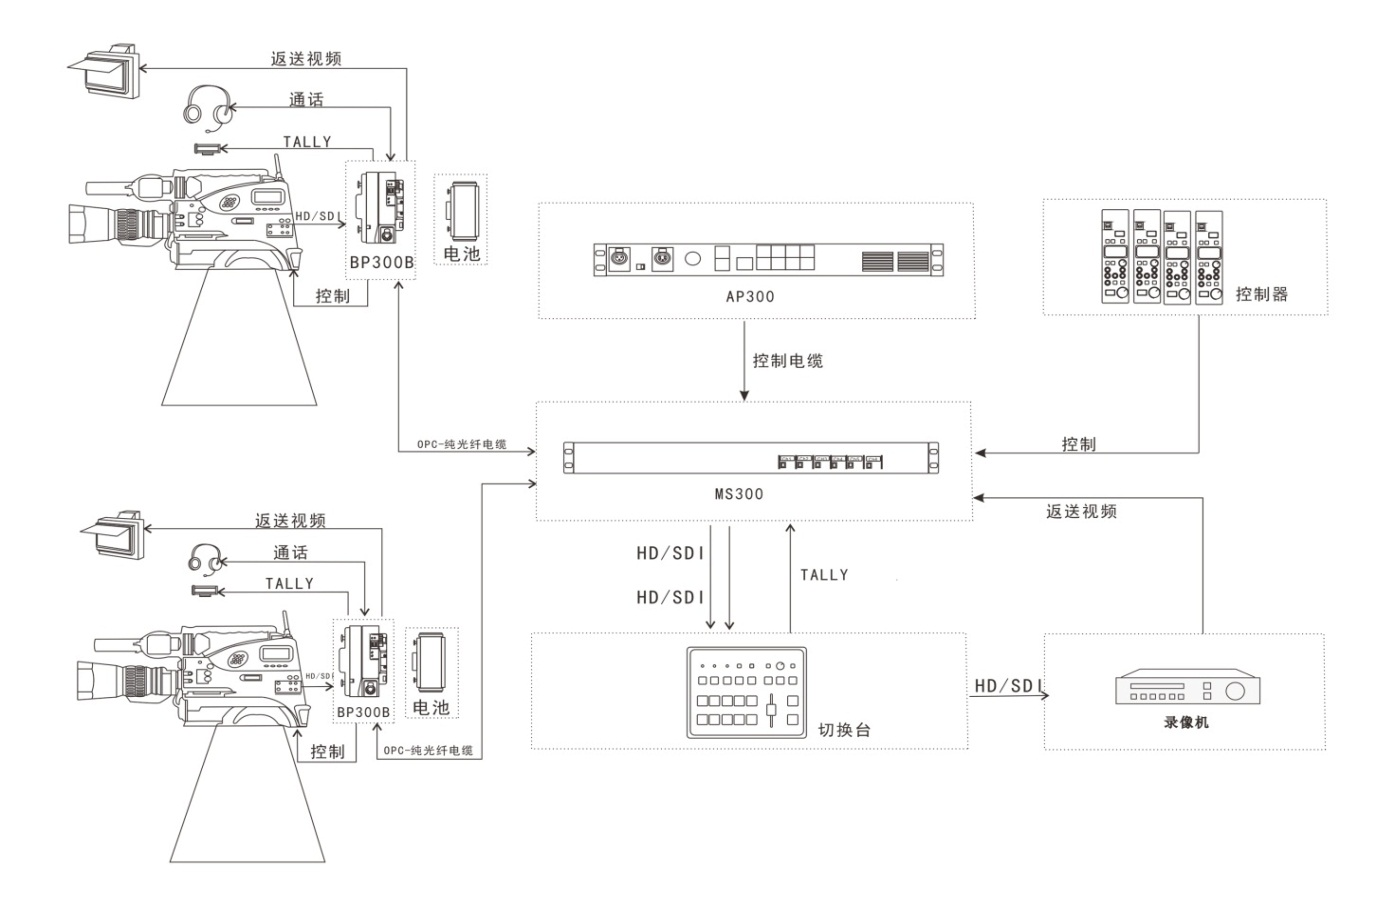 返送视频
通话
TALLY
HD/SDI
BP300B
电池
控制
AP300
控制器
控制电缆
OPC-纯光纤电缆
控制
MS300
返送视频
返送视频
通话
TALLY
HD/SDI
HD/SDI
TALLY
HD/SDI
BP300B
电池
控制
OPC-纯光纤电缆
切换台
HD/SDI
录像机